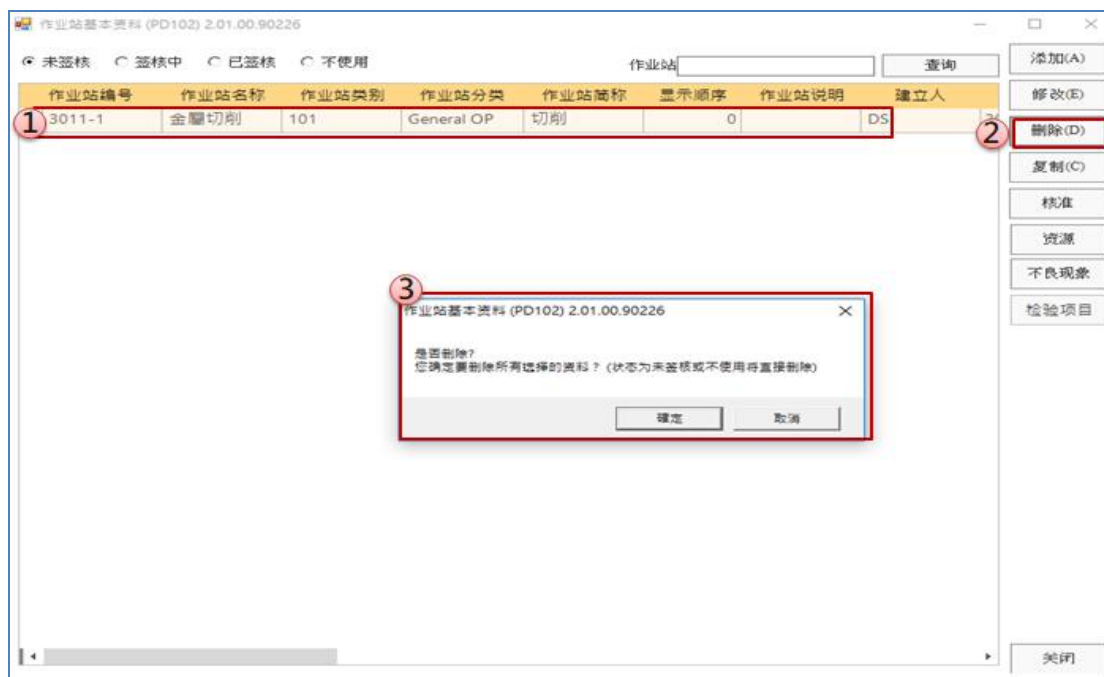 作业站基本资料 (PD102) 2.01.00.90226
未签核 签核中 已签核 不使用 作业站 查询
添加(A)
修改(E)
删除(D)
复制(C)
核准
资源
不良现象
检验项目
关闭
作业站编号 作业站名称 作业站类别 作业站分类 作业站简称 显示顺序 作业站说明 建立人
3011-1 金屬切削 101 General OP 切削 0 DS
1
2
3
作业站基本资料 (PD102) 2.01.00.90226
是否删除?
您确定要删除所有选择的资料? (状态为未签核或不使用将直接删除)
確定 取消